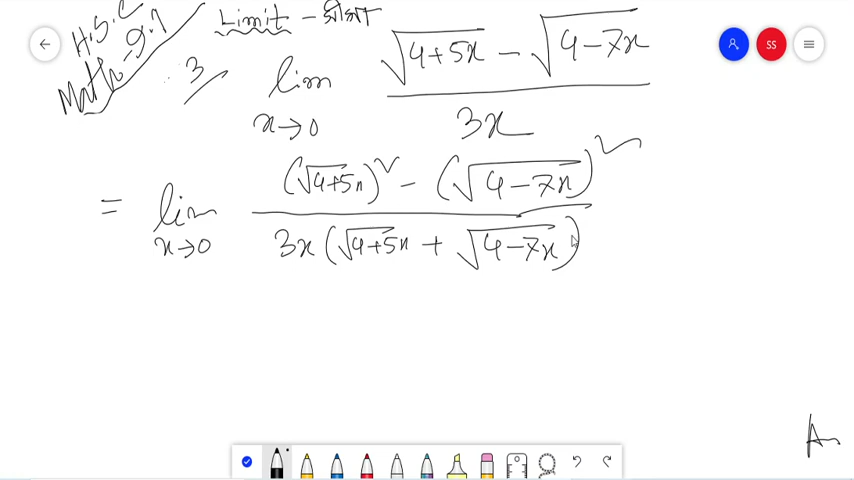 H.S.C
Math-9.1
Limit - সীমা
3
lim x→0 (√(4+5x) - √(4-7x)) / 3x
= lim x→0 ((√4+5x)² - (√(4-7x))²) / 3x(√4+5x + √(4-7x))
SS